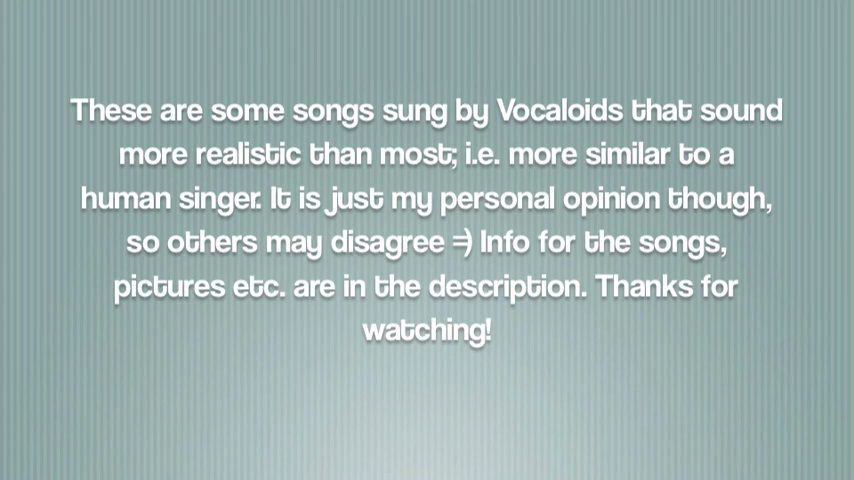 These are some songs sung by Vocaloids that sound
more realistic than most; i.e. more similar to a
human singer. It is just my personal opinion though,
so others may disagree =) Info for the songs,
pictures etc. are in the description. Thanks for
watching!